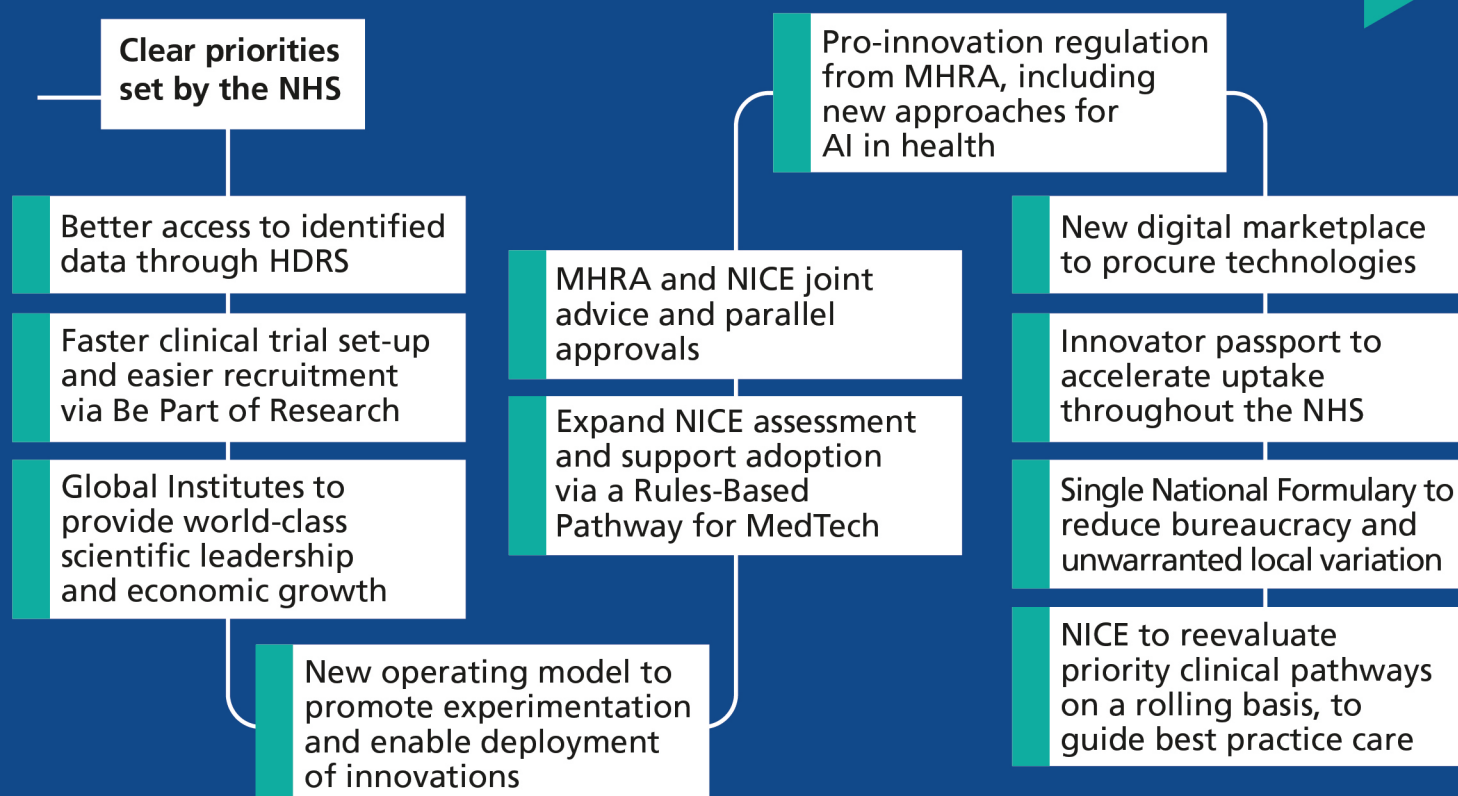 Clear priorities
set by the NHS
Better access to identified
data through HDRS
Faster clinical trial set-up
and easier recruitment
via Be Part of Research
Global Institutes to
provide world-class
scientific leadership
and economic growth
New operating model to
promote experimentation
and enable deployment
of innovations
Expand NICE assessment
and support adoption
via a Rules-Based
Pathway for MedTech
MHRA and NICE joint
advice and parallel
approvals
Pro-innovation regulation
from MHRA, including
new approaches for
AI in health
New digital marketplace
to procure technologies
Innovator passport to
accelerate uptake
throughout the NHS
Single National Formulary to
reduce bureaucracy and
unwarranted local variation
NICE to reevaluate
priority clinical pathways
on a rolling basis, to
guide best practice care